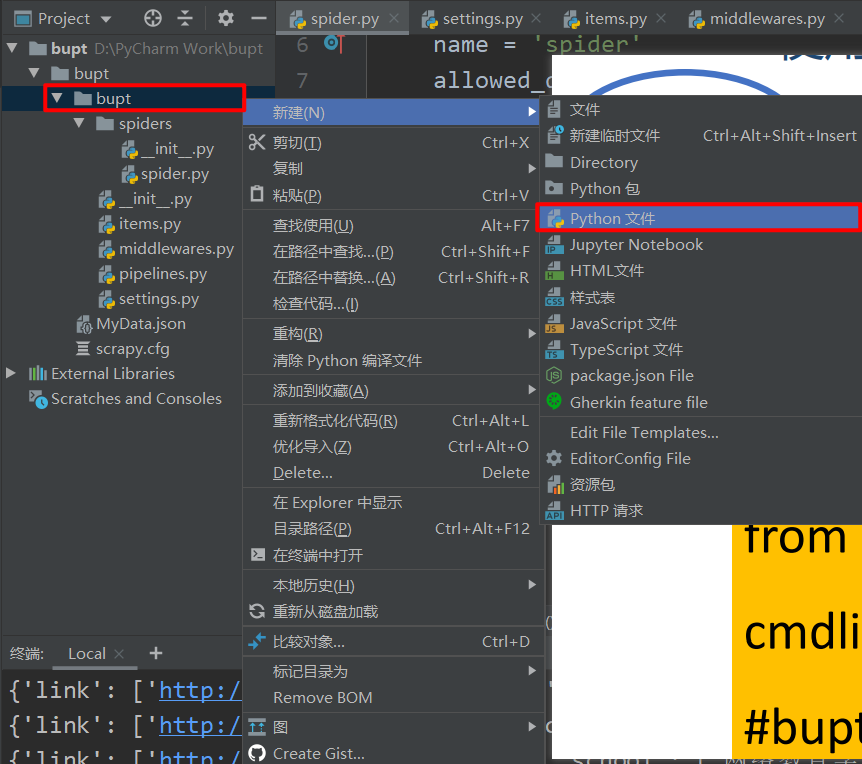 Project
spider.py
settings.py
items.py
middlewares.py
bupt D:\PyCharm Work\bupt
6 name = 'spider'
7 allowed_
bupt
bupt
spiders
__init__.py
spider.py
__init__.py
items.py
middlewares.py
pipelines.py
settings.py
MyData.json
scrapy.cfg
External Libraries
Scratches and Consoles
新建(N)
剪切(T) Ctrl+X
复制
粘贴(P) Ctrl+V
查找使用(U) Alt+F7
在路径中查找...(P) Ctrl+Shift+F
在路径中替换...(A) Ctrl+Shift+R
检查代码...(I)
重构(R)
清除 Python 编译文件
添加到收藏(A)
重新格式化代码(R) Ctrl+Alt+L
优化导入(Z) Ctrl+Alt+O
Delete... Delete
在 Explorer 中显示
目录路径(P) Ctrl+Alt+F12
在终端中打开
本地历史(H)
重新从磁盘加载
比较对象... Ctrl+D
标记目录为
Remove BOM
图
Create Gist...
文件
新建临时文件 Ctrl+Alt+Shift+Insert
Directory
Python 包
Python 文件
Jupyter Notebook
HTML文件
样式表
JavaScript 文件
TypeScript 文件
package.json File
Gherkin feature file
Edit File Templates...
EditorConfig File
资源包
HTTP 请求
from
cmdli
#bupt
终端: Local +
{'link': ['http:/
{'link': ['http:/
{'link': ['http:/